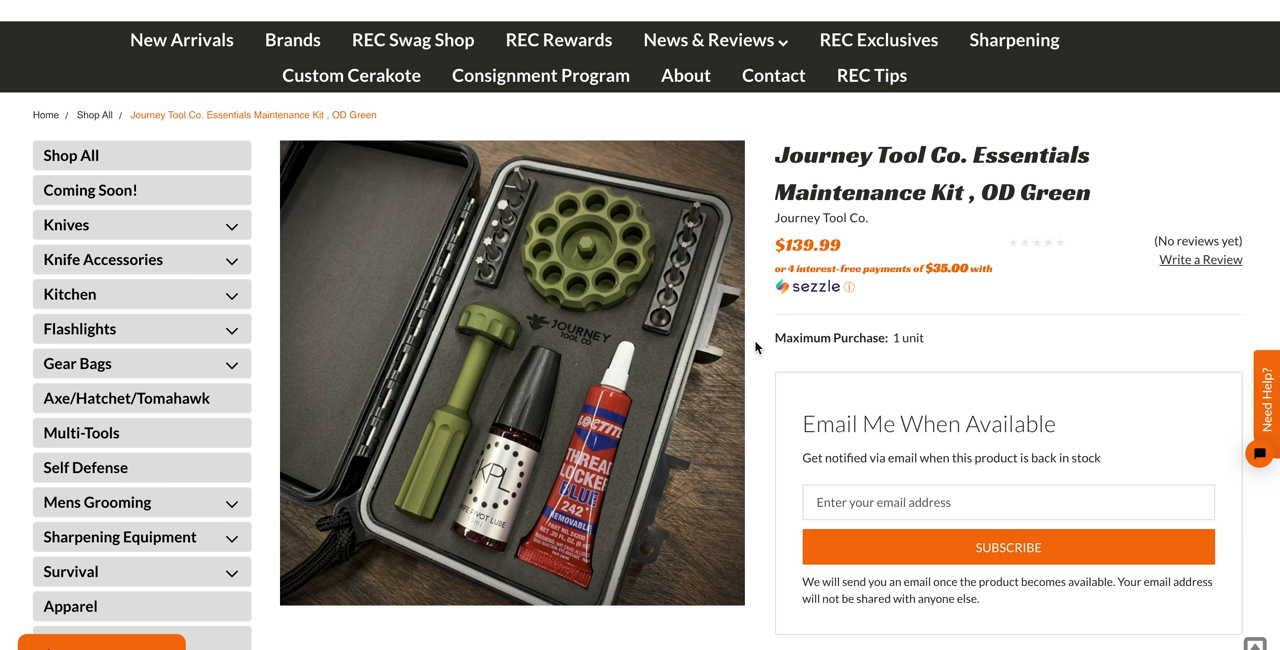 New Arrivals Brands REC Swag Shop REC Rewards News & Reviews REC Exclusives Sharpening
Custom Cerakote Consignment Program About Contact REC Tips
Home / Shop All / Journey Tool Co. Essentials Maintenance Kit , OD Green
Shop All
Coming Soon!
Knives
Knife Accessories
Kitchen
Flashlights
Gear Bags
Axe/Hatchet/Tomahawk
Multi-Tools
Self Defense
Mens Grooming
Sharpening Equipment
Survival
Apparel
JOURNEY
TOOL CO.
KPL
PIVOT LUBE
LOCTITE
THREAD
LOCKER
BLUE
242
REMOVABLE
PART NO. 24200
Journey Tool Co. Essentials
Maintenance Kit , OD Green
Journey Tool Co.
$139.99
(No reviews yet)
Write a Review
or 4 interest-free payments of $35.00 with
sezzle ⓘ
Maximum Purchase: 1 unit
Email Me When Available
Get notified via email when this product is back in stock
Enter your email address
SUBSCRIBE
We will send you an email once the product becomes available. Your email address
will not be shared with anyone else.
Need Help?